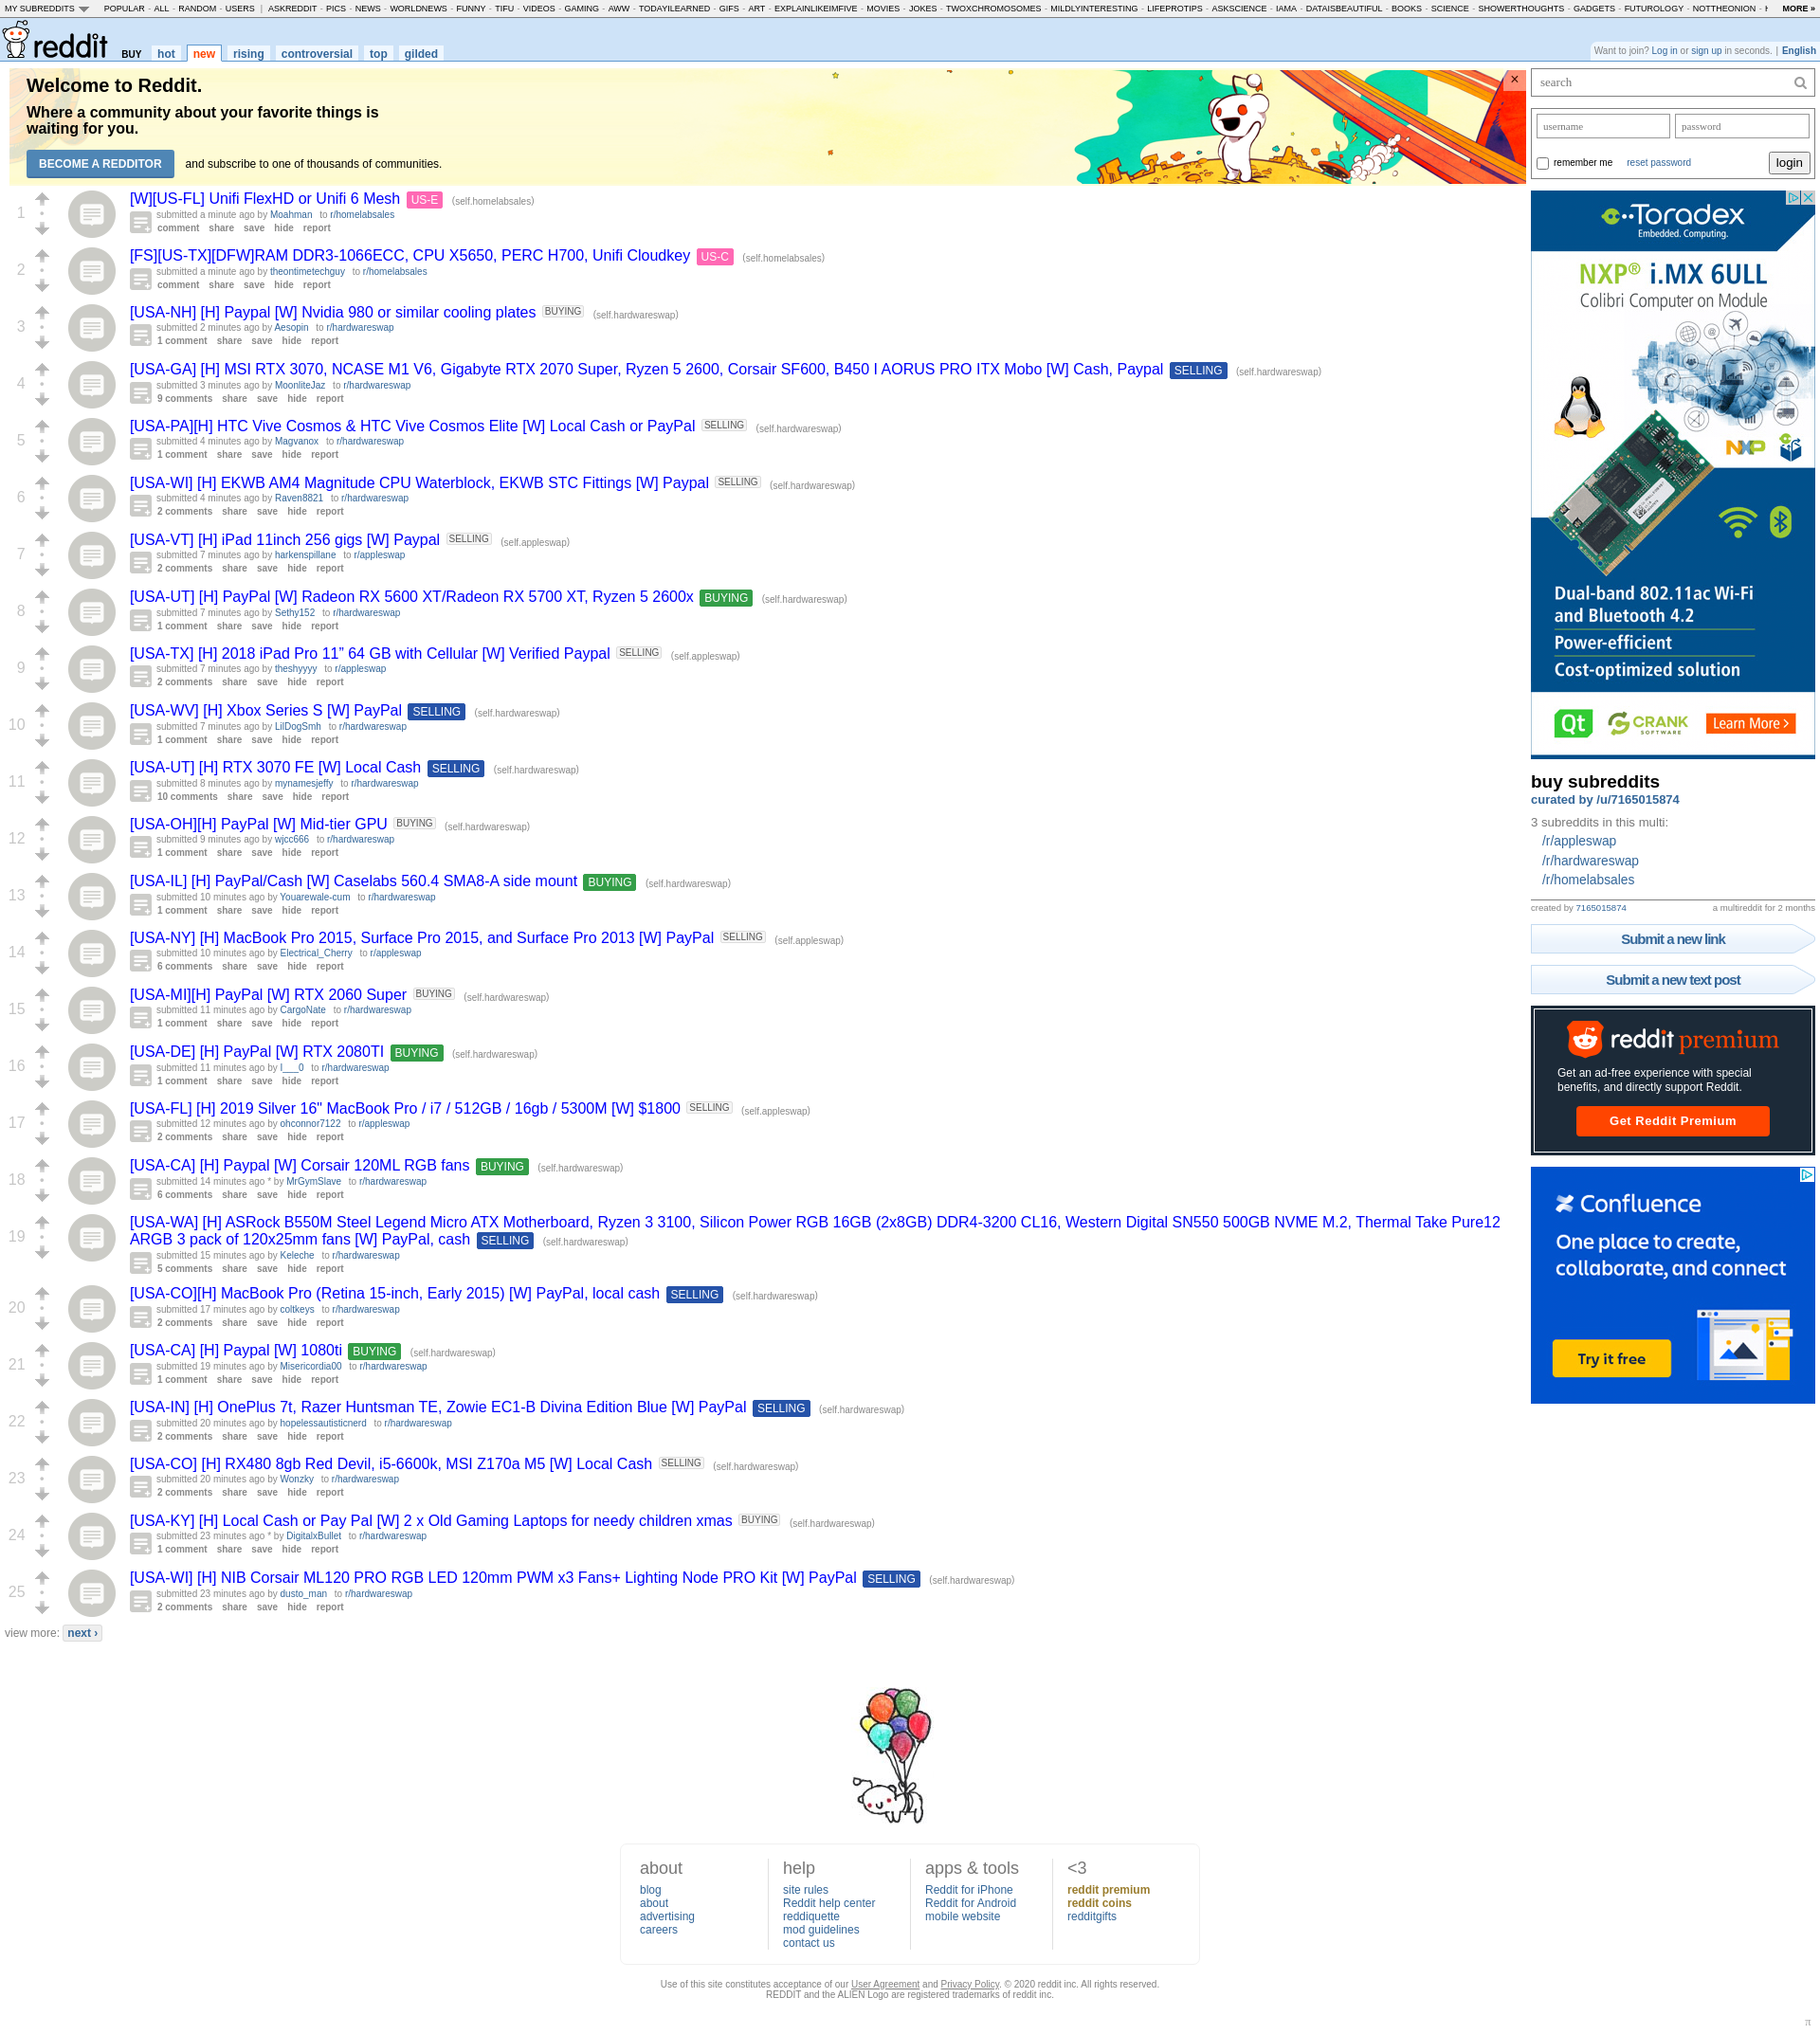 MY SUBREDDITS POPULAR - ALL - RANDOM - USERS | ASKREDDIT - PICS - NEWS - WORLDNEWS - FUNNY - TIFU - VIDEOS - GAMING - AWW - TODAYILEARNED - GIFS - ART - EXPLAINLIKEIMFIVE - MOVIES - JOKES - TWOXCHROMOSOMES - MILDLYINTERESTING - LIFEPROTIPS - ASKSCIENCE - IAMA - DATAISBEAUTIFUL - BOOKS - SCIENCE - SHOWERTHOUGHTS - GADGETS - FUTUROLOGY - NOTTHEONION - MORE »
reddit BUY hot new rising controversial top gilded
Want to join? Log in or sign up in seconds. | English
Welcome to Reddit.
Where a community about your favorite things is
waiting for you.
BECOME A REDDITOR and subscribe to one of thousands of communities.
×
1
[W][US-FL] Unifi FlexHD or Unifi 6 Mesh US-E (self.homelabsales)
submitted a minute ago by Moahman to r/homelabsales
comment share save hide report
2
[FS][US-TX][DFW]RAM DDR3-1066ECC, CPU X5650, PERC H700, Unifi Cloudkey US-C (self.homelabsales)
submitted a minute ago by theontimetechguy to r/homelabsales
comment share save hide report
3
[USA-NH] [H] Paypal [W] Nvidia 980 or similar cooling plates BUYING (self.hardwareswap)
submitted 2 minutes ago by Aesopin to r/hardwareswap
1 comment share save hide report
4
[USA-GA] [H] MSI RTX 3070, NCASE M1 V6, Gigabyte RTX 2070 Super, Ryzen 5 2600, Corsair SF600, B450 I AORUS PRO ITX Mobo [W] Cash, Paypal SELLING (self.hardwareswap)
submitted 3 minutes ago by MoonliteJaz to r/hardwareswap
9 comments share save hide report
5
[USA-PA][H] HTC Vive Cosmos & HTC Vive Cosmos Elite [W] Local Cash or PayPal SELLING (self.hardwareswap)
submitted 4 minutes ago by Magvanox to r/hardwareswap
1 comment share save hide report
6
[USA-WI] [H] EKWB AM4 Magnitude CPU Waterblock, EKWB STC Fittings [W] Paypal SELLING (self.hardwareswap)
submitted 4 minutes ago by Raven8821 to r/hardwareswap
2 comments share save hide report
7
[USA-VT] [H] iPad 11inch 256 gigs [W] Paypal SELLING (self.appleswap)
submitted 7 minutes ago by harkenspillane to r/appleswap
2 comments share save hide report
8
[USA-UT] [H] PayPal [W] Radeon RX 5600 XT/Radeon RX 5700 XT, Ryzen 5 2600x BUYING (self.hardwareswap)
submitted 7 minutes ago by Sethy152 to r/hardwareswap
1 comment share save hide report
9
[USA-TX] [H] 2018 iPad Pro 11” 64 GB with Cellular [W] Verified Paypal SELLING (self.appleswap)
submitted 7 minutes ago by theshyyyy to r/appleswap
2 comments share save hide report
10
[USA-WV] [H] Xbox Series S [W] PayPal SELLING (self.hardwareswap)
submitted 7 minutes ago by LilDogSmh to r/hardwareswap
1 comment share save hide report
11
[USA-UT] [H] RTX 3070 FE [W] Local Cash SELLING (self.hardwareswap)
submitted 8 minutes ago by mynamesjeffy to r/hardwareswap
10 comments share save hide report
12
[USA-OH][H] PayPal [W] Mid-tier GPU BUYING (self.hardwareswap)
submitted 9 minutes ago by wjcc666 to r/hardwareswap
1 comment share save hide report
13
[USA-IL] [H] PayPal/Cash [W] Caselabs 560.4 SMA8-A side mount BUYING (self.hardwareswap)
submitted 10 minutes ago by Youarewale-cum to r/hardwareswap
1 comment share save hide report
14
[USA-NY] [H] MacBook Pro 2015, Surface Pro 2015, and Surface Pro 2013 [W] PayPal SELLING (self.appleswap)
submitted 10 minutes ago by Electrical_Cherry to r/appleswap
6 comments share save hide report
15
[USA-MI][H] PayPal [W] RTX 2060 Super BUYING (self.hardwareswap)
submitted 11 minutes ago by CargoNate to r/hardwareswap
1 comment share save hide report
16
[USA-DE] [H] PayPal [W] RTX 2080TI BUYING (self.hardwareswap)
submitted 11 minutes ago by I___0 to r/hardwareswap
1 comment share save hide report
17
[USA-FL] [H] 2019 Silver 16" MacBook Pro / i7 / 512GB / 16gb / 5300M [W] $1800 SELLING (self.appleswap)
submitted 12 minutes ago by ohconnor7122 to r/appleswap
2 comments share save hide report
18
[USA-CA] [H] Paypal [W] Corsair 120ML RGB fans BUYING (self.hardwareswap)
submitted 14 minutes ago * by MrGymSlave to r/hardwareswap
6 comments share save hide report
19
[USA-WA] [H] ASRock B550M Steel Legend Micro ATX Motherboard, Ryzen 3 3100, Silicon Power RGB 16GB (2x8GB) DDR4-3200 CL16, Western Digital SN550 500GB NVME M.2, Thermal Take Pure12
ARGB 3 pack of 120x25mm fans [W] PayPal, cash SELLING (self.hardwareswap)
submitted 15 minutes ago by Keleche to r/hardwareswap
5 comments share save hide report
20
[USA-CO][H] MacBook Pro (Retina 15-inch, Early 2015) [W] PayPal, local cash SELLING (self.hardwareswap)
submitted 17 minutes ago by coltkeys to r/hardwareswap
2 comments share save hide report
21
[USA-CA] [H] Paypal [W] 1080ti BUYING (self.hardwareswap)
submitted 19 minutes ago by Misericordia00 to r/hardwareswap
1 comment share save hide report
22
[USA-IN] [H] OnePlus 7t, Razer Huntsman TE, Zowie EC1-B Divina Edition Blue [W] PayPal SELLING (self.hardwareswap)
submitted 20 minutes ago by hopelessautisticnerd to r/hardwareswap
2 comments share save hide report
23
[USA-CO] [H] RX480 8gb Red Devil, i5-6600k, MSI Z170a M5 [W] Local Cash SELLING (self.hardwareswap)
submitted 20 minutes ago by Wonzky to r/hardwareswap
2 comments share save hide report
24
[USA-KY] [H] Local Cash or Pay Pal [W] 2 x Old Gaming Laptops for needy children xmas BUYING (self.hardwareswap)
submitted 23 minutes ago * by DigitalxBullet to r/hardwareswap
1 comment share save hide report
25
[USA-WI] [H] NIB Corsair ML120 PRO RGB LED 120mm PWM x3 Fans+ Lighting Node PRO Kit [W] PayPal SELLING (self.hardwareswap)
submitted 23 minutes ago by dusto_man to r/hardwareswap
2 comments share save hide report
view more: next ›
search
username password
remember me reset password login
Toradex
Embedded. Computing.
NXP® i.MX 6ULL
Colibri Computer on Module
NXP
Dual-band 802.11ac Wi-Fi
and Bluetooth 4.2
Power-efficient
Cost-optimized solution
Qt CRANK SOFTWARE Learn More >
buy subreddits
curated by /u/7165015874
3 subreddits in this multi:
/r/appleswap
/r/hardwareswap
/r/homelabsales
created by 7165015874 a multireddit for 2 months
Submit a new link
Submit a new text post
reddit premium
Get an ad-free experience with special
benefits, and directly support Reddit.
Get Reddit Premium
Confluence
One place to create,
collaborate, and connect
Try it free
about
blog
about
advertising
careers
help
site rules
Reddit help center
reddiquette
mod guidelines
contact us
apps & tools
Reddit for iPhone
Reddit for Android
mobile website
<3
reddit premium
reddit coins
redditgifts
Use of this site constitutes acceptance of our User Agreement and Privacy Policy. © 2020 reddit inc. All rights reserved.
REDDIT and the ALIEN Logo are registered trademarks of reddit inc.
π